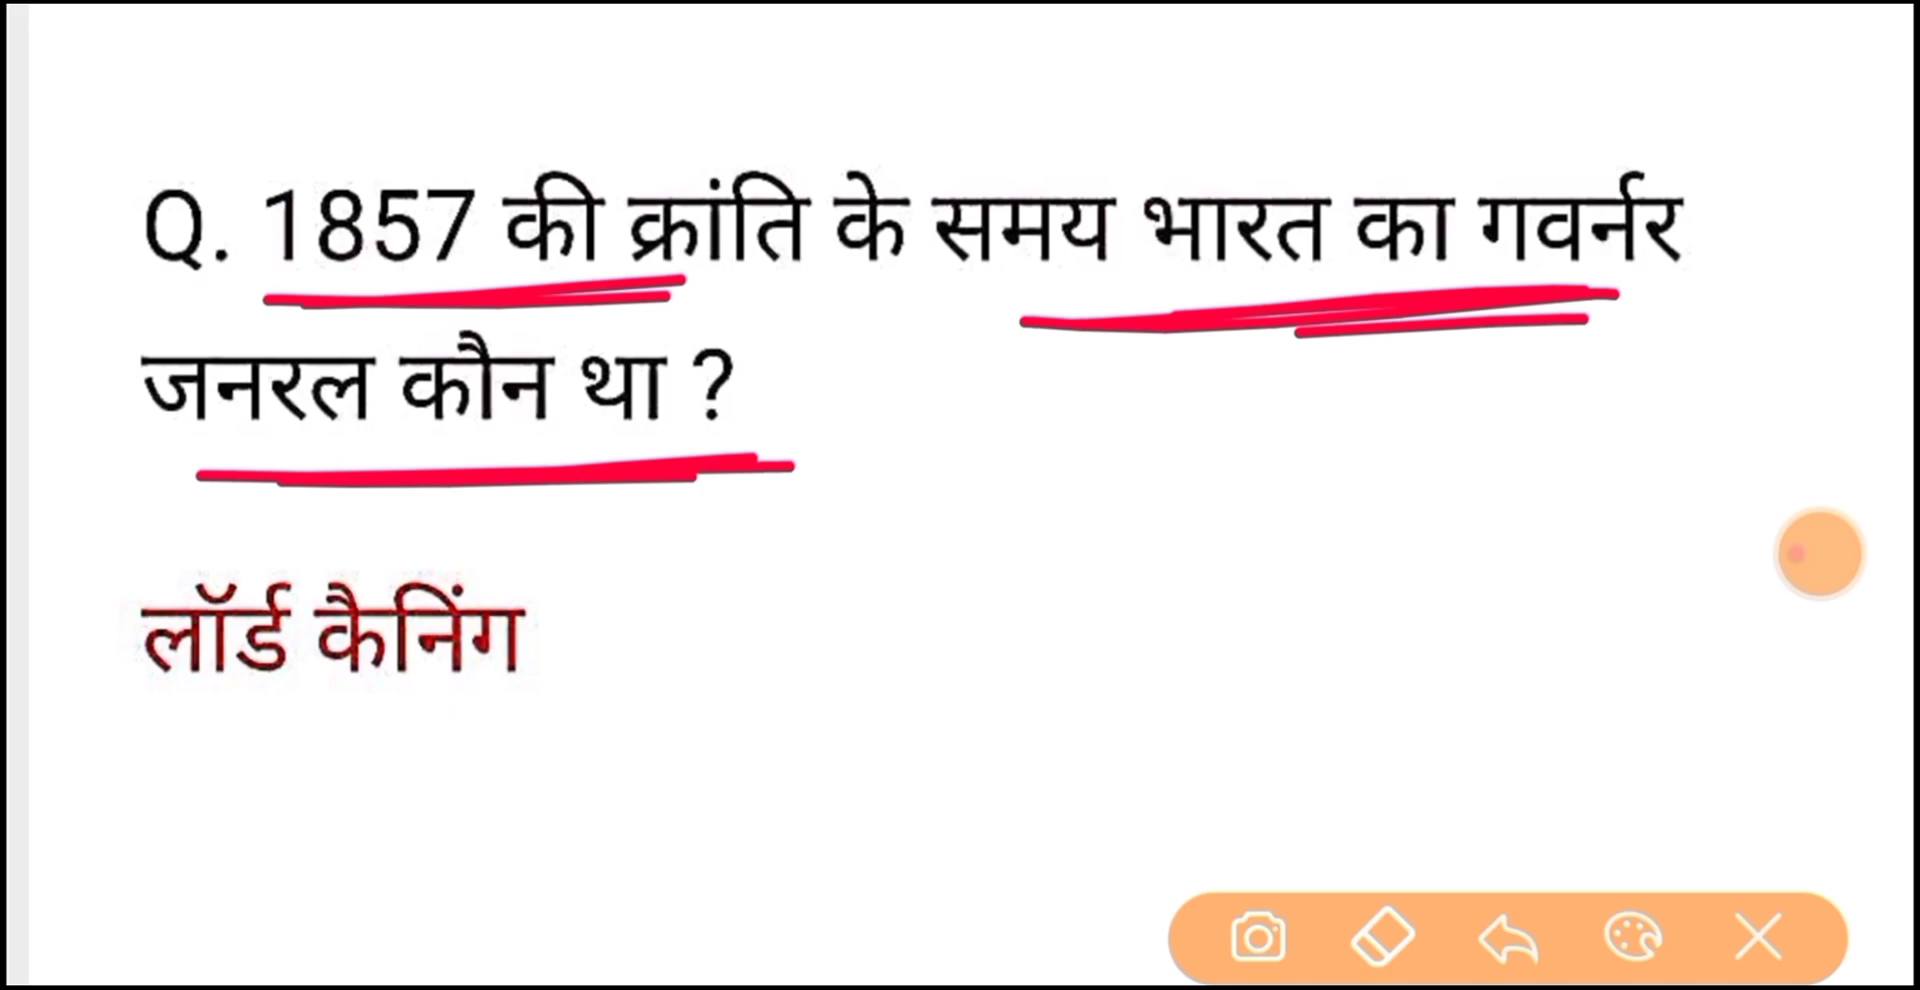 Q. 1857 की क्रांति के समय भारत का गवर्नर
जनरल कौन था ?
लॉर्ड कैनिंग